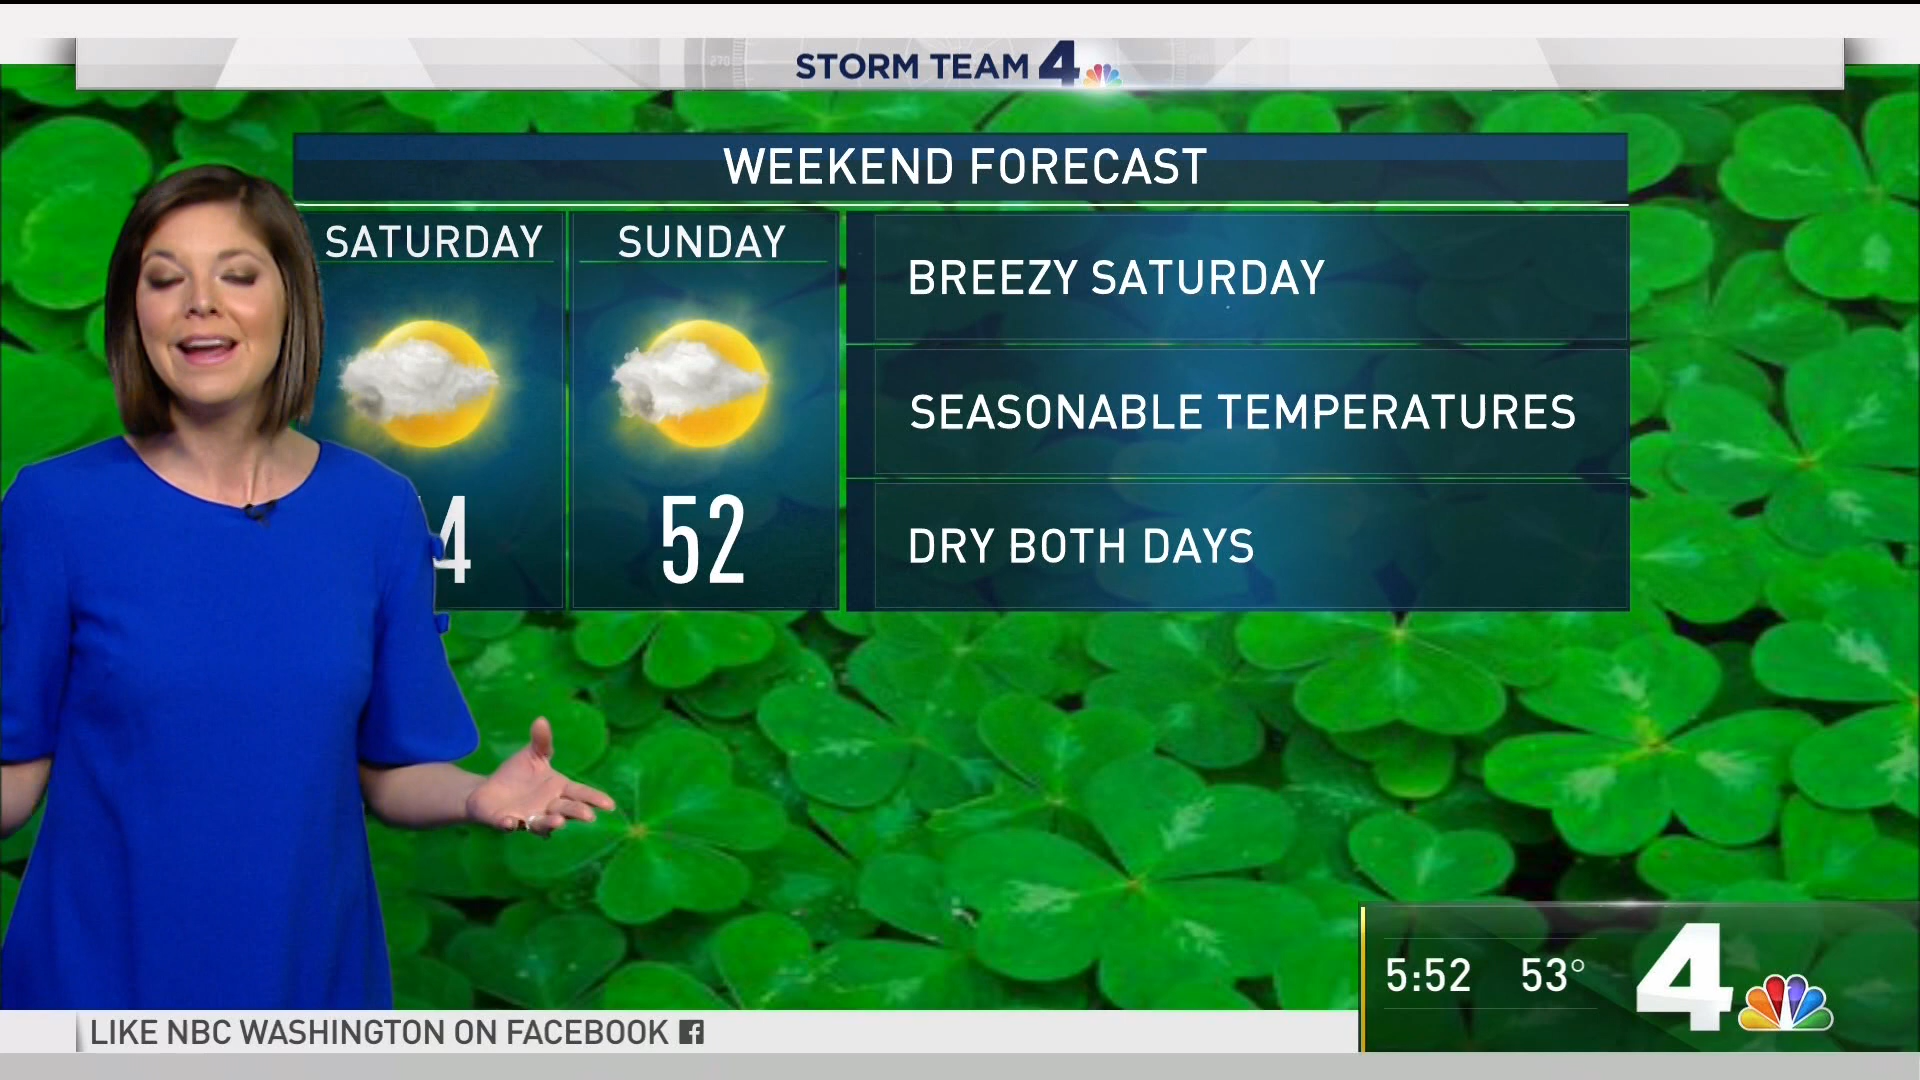 STORM TEAM 4
WEEKEND FORECAST
SATURDAY
SUNDAY
4
52
BREEZY SATURDAY
SEASONABLE TEMPERATURES
DRY BOTH DAYS
5:52 53° 4
LIKE NBC WASHINGTON ON FACEBOOK